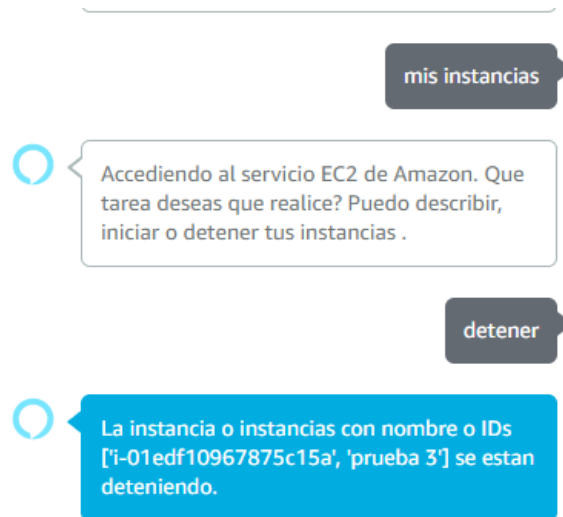 mis instancias
Accediendo al servicio EC2 de Amazon. Que
tarea deseas que realice? Puedo describir,
iniciar o detener tus instancias .
detener
La instancia o instancias con nombre o IDs
['i-01edf10967875c15a', 'prueba 3'] se estan
deteniendo.